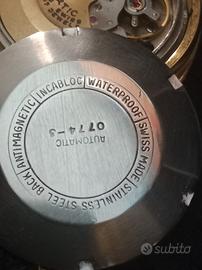 WATERPROOF | SWISS MADE | STAINLESS STEEL BACK | ANTIMAGNETIC | INCABLOC |
AUTOMATIC
0774-3
subito